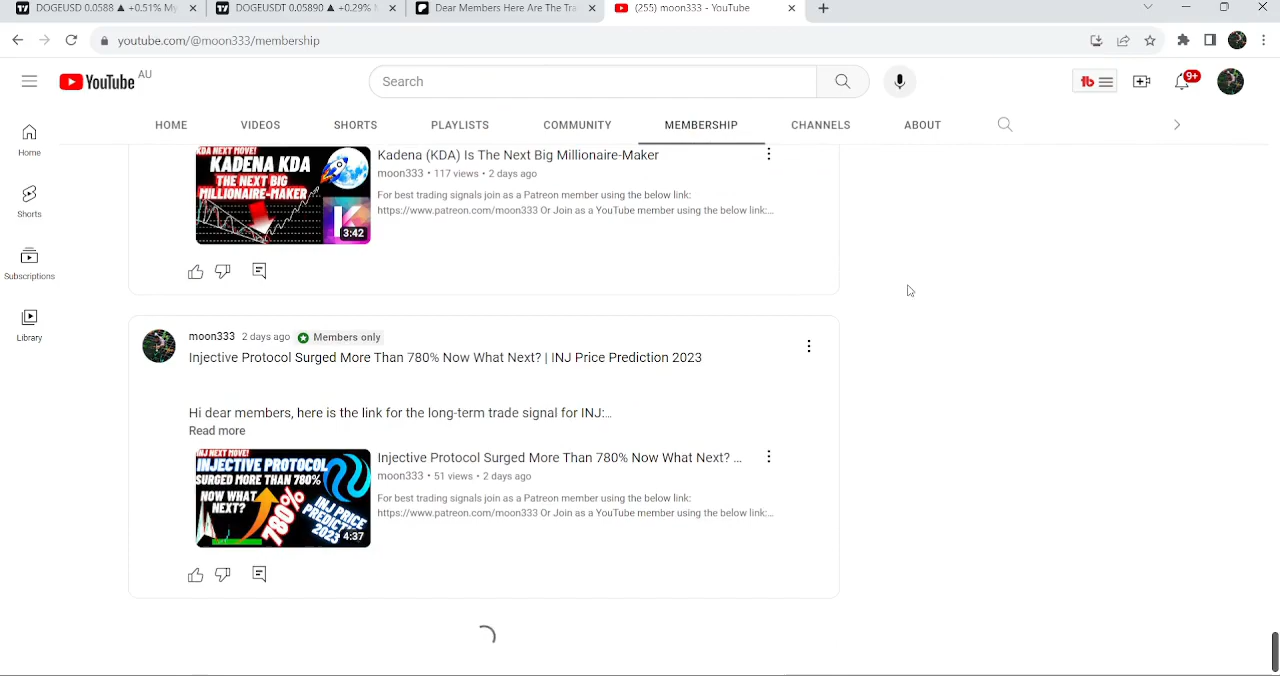 DOGEUSD 0.0588 ▲ +0.51% My
DOGEUSDT 0.05890 ▲ +0.29%
Dear Members Here Are The Tra
(255) moon333 - YouTube
youtube.com/@moon333/membership
YouTube
AU
Search
9+
HOME
VIDEOS
SHORTS
PLAYLISTS
COMMUNITY
MEMBERSHIP
CHANNELS
ABOUT
Home
Shorts
Subscriptions
Library
KDA NEXT MOVE!
KADENA KDA
THE NEXT BIG
MILLIONAIRE-MAKER
3:42
Kadena (KDA) Is The Next Big Millionaire-Maker
moon333 • 117 views • 2 days ago
For best trading signals join as a Patreon member using the below link:
https://www.patreon.com/moon333 Or Join as a YouTube member using the below link:...
moon333 2 days ago Members only
Injective Protocol Surged More Than 780% Now What Next? | INJ Price Prediction 2023
Hi dear members, here is the link for the long-term trade signal for INJ:...
Read more
INJ NEXT MOVE!
INJECTIVE PROTOCOL
SURGED MORE THAN 780%
NOW WHAT
NEXT?
780%
INJ PRICE
2023
4:37
Injective Protocol Surged More Than 780% Now What Next? ...
moon333 • 51 views • 2 days ago
For best trading signals join as a Patreon member using the below link:
https://www.patreon.com/moon333 Or Join as a YouTube member using the below link:...